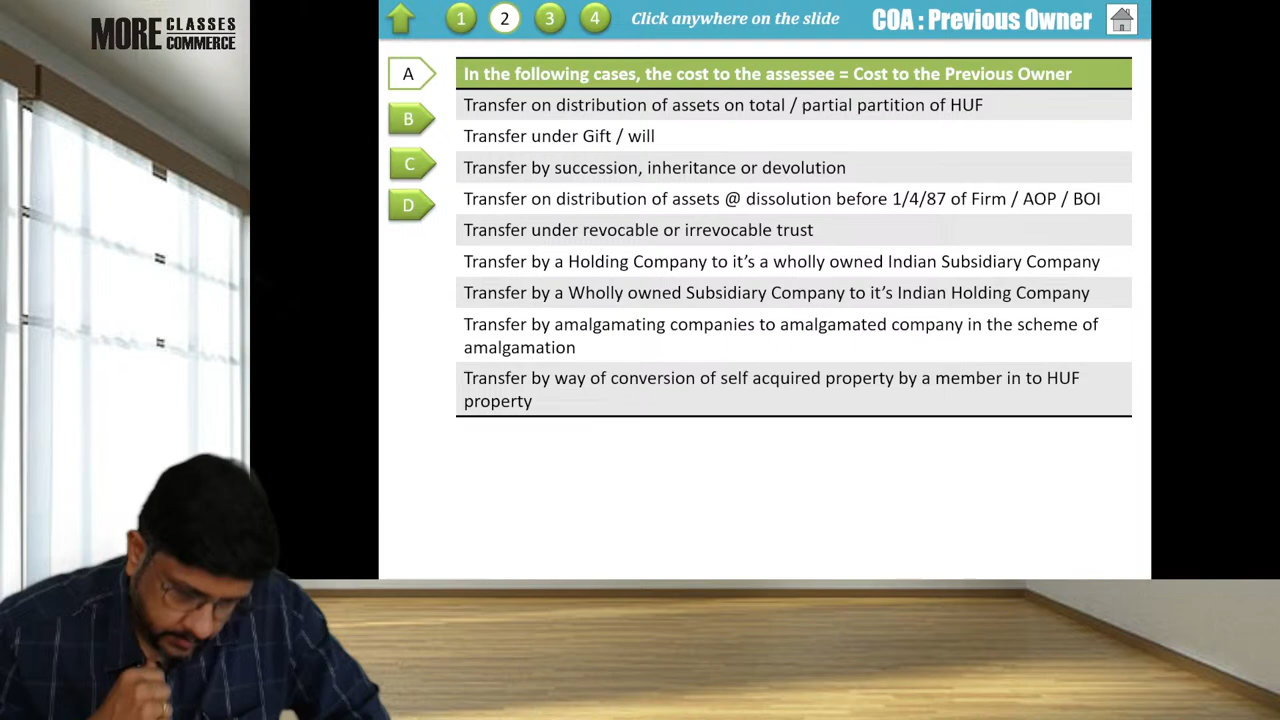 MORE CLASSES
COMMERCE
1 2 3 4 Click anywhere on the slide COA : Previous Owner
A
B
C
D
In the following cases, the cost to the assessee = Cost to the Previous Owner
Transfer on distribution of assets on total / partial partition of HUF
Transfer under Gift / will
Transfer by succession, inheritance or devolution
Transfer on distribution of assets @ dissolution before 1/4/87 of Firm / AOP / BOI
Transfer under revocable or irrevocable trust
Transfer by a Holding Company to it's a wholly owned Indian Subsidiary Company
Transfer by a Wholly owned Subsidiary Company to it's Indian Holding Company
Transfer by amalgamating companies to amalgamated company in the scheme of
amalgamation
Transfer by way of conversion of self acquired property by a member in to HUF
property